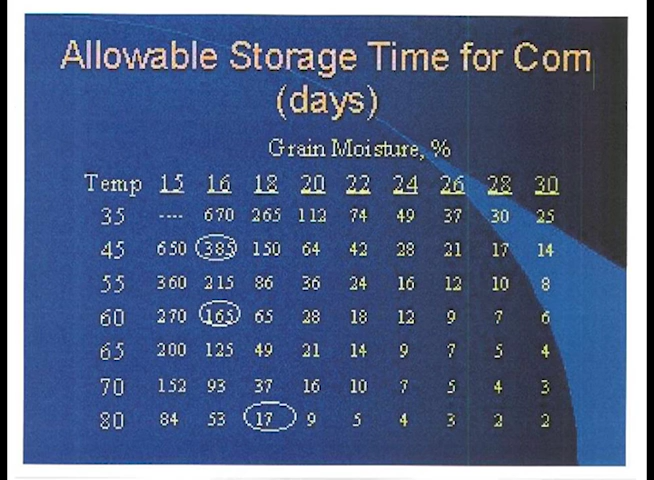 Allowable Storage Time for Corn
(days)
Grain Moisture, %
Temp 15 16 18 20 22 24 26 28 30
35 ---- 670 265 112 74 49 37 30 25
45 650 385 150 64 42 28 21 17 14
55 360 215 86 36 24 16 12 10 8
60 270 165 65 28 18 12 9 7 6
65 200 125 49 21 14 9 7 5 4
70 152 93 37 16 10 7 5 4 3
80 84 53 17 9 5 4 3 2 2